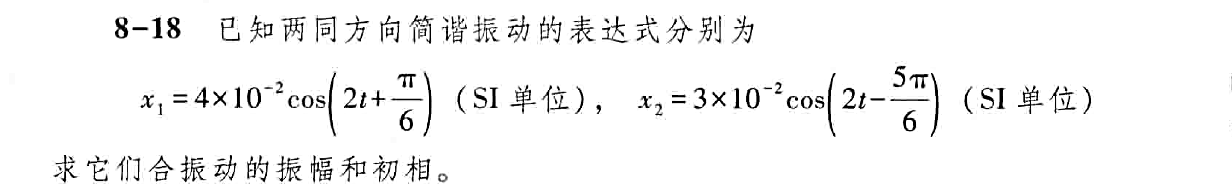 8-18 已知两同方向简谐振动的表达式分别为
x₁=4×10⁻²cos(2t+π/6)（SI 单位），x₂=3×10⁻²cos(2t-5π/6)（SI 单位）
求它们合振动的振幅和初相。